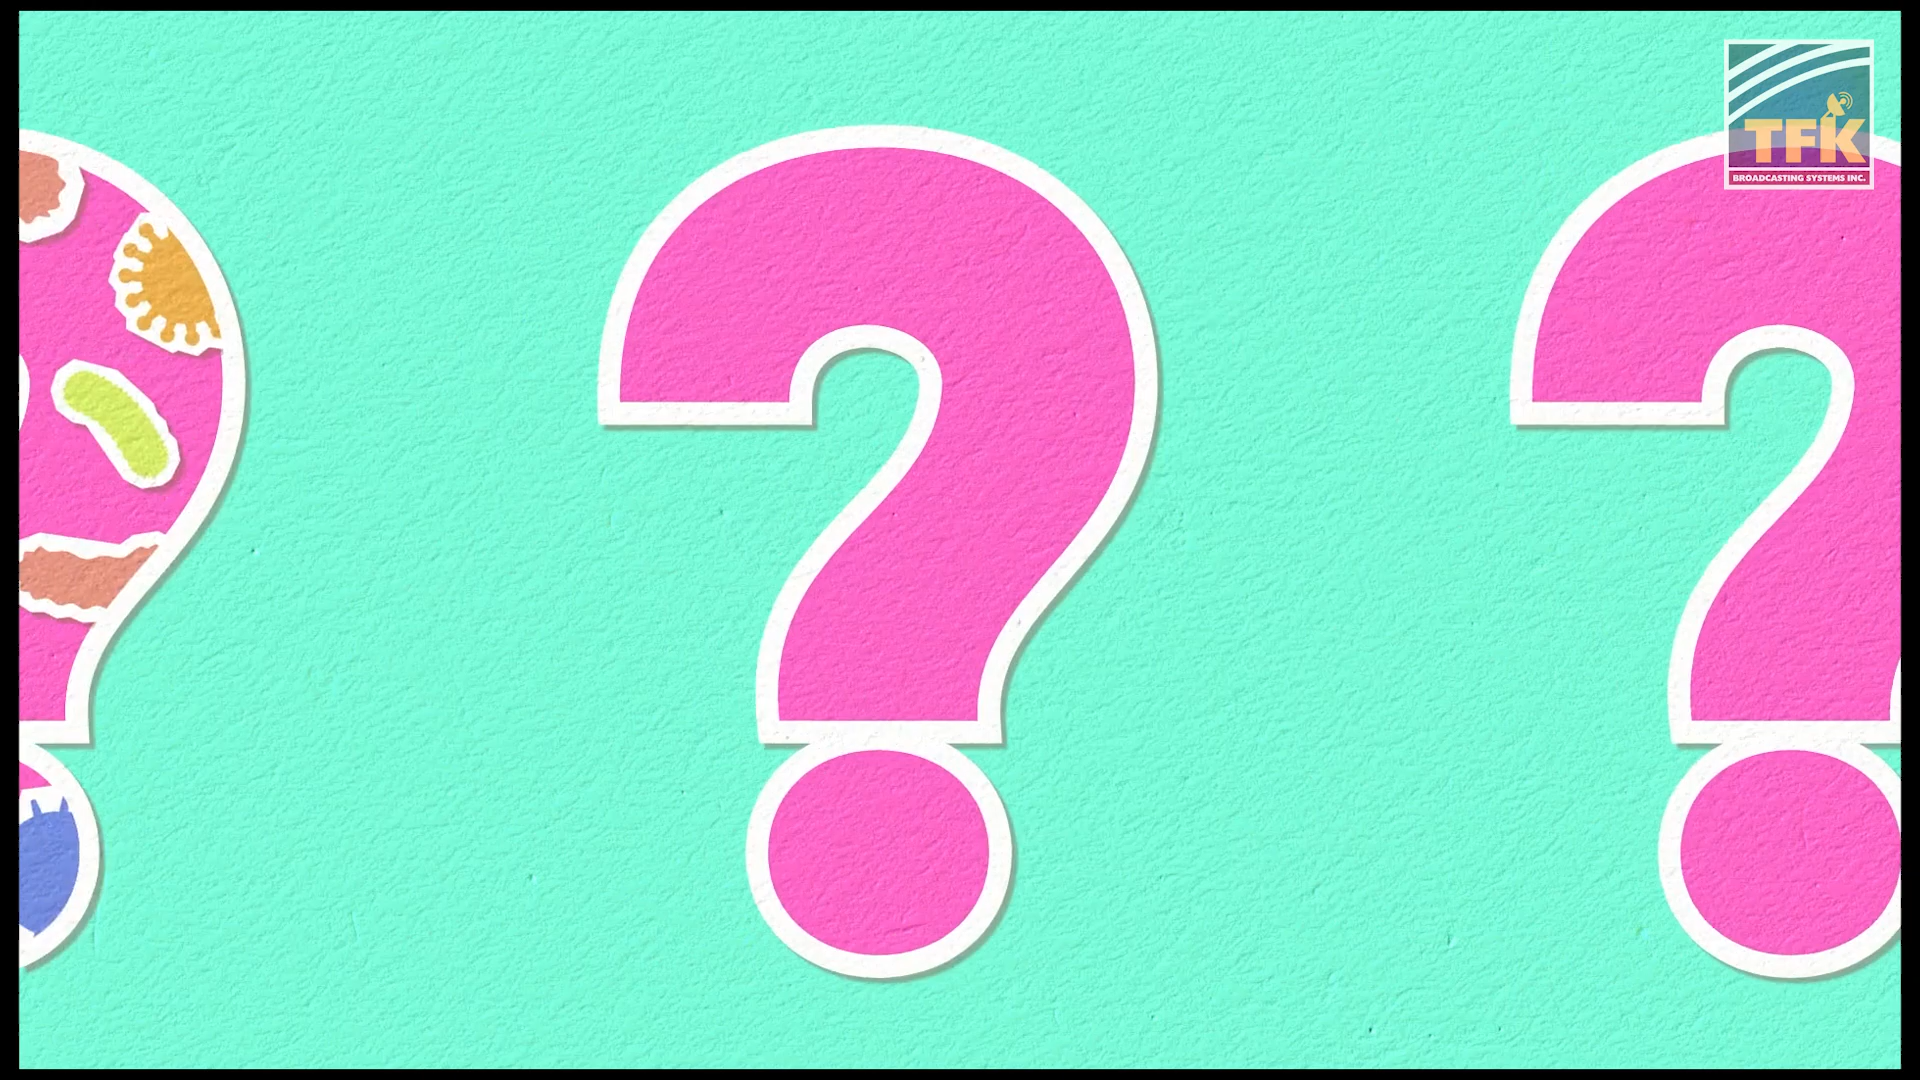 TFK
BROADCASTING SYSTEMS INC.
? ? ?